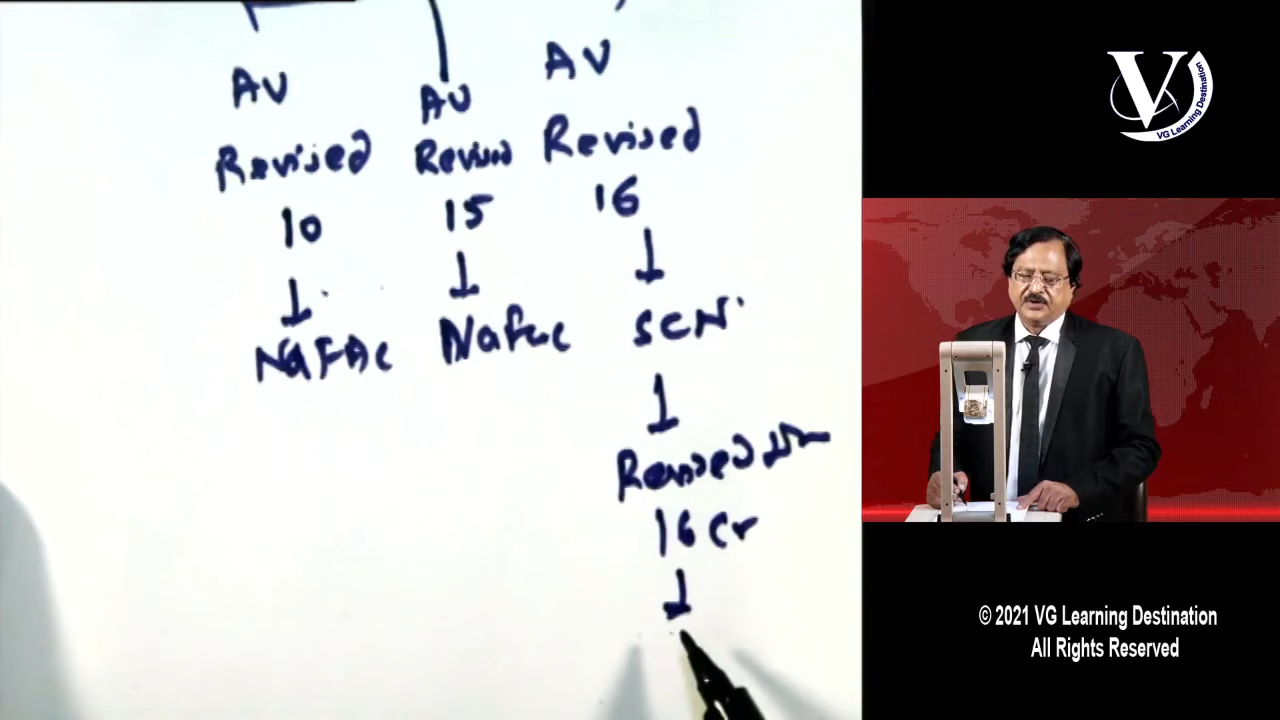 AV
Revised
10
NaFAC
AV
Revised
15
NaFAC
AV
Revised
16
SCN
Revised
16 Cr
V
VG Learning Destination
© 2021 VG Learning Destination
All Rights Reserved